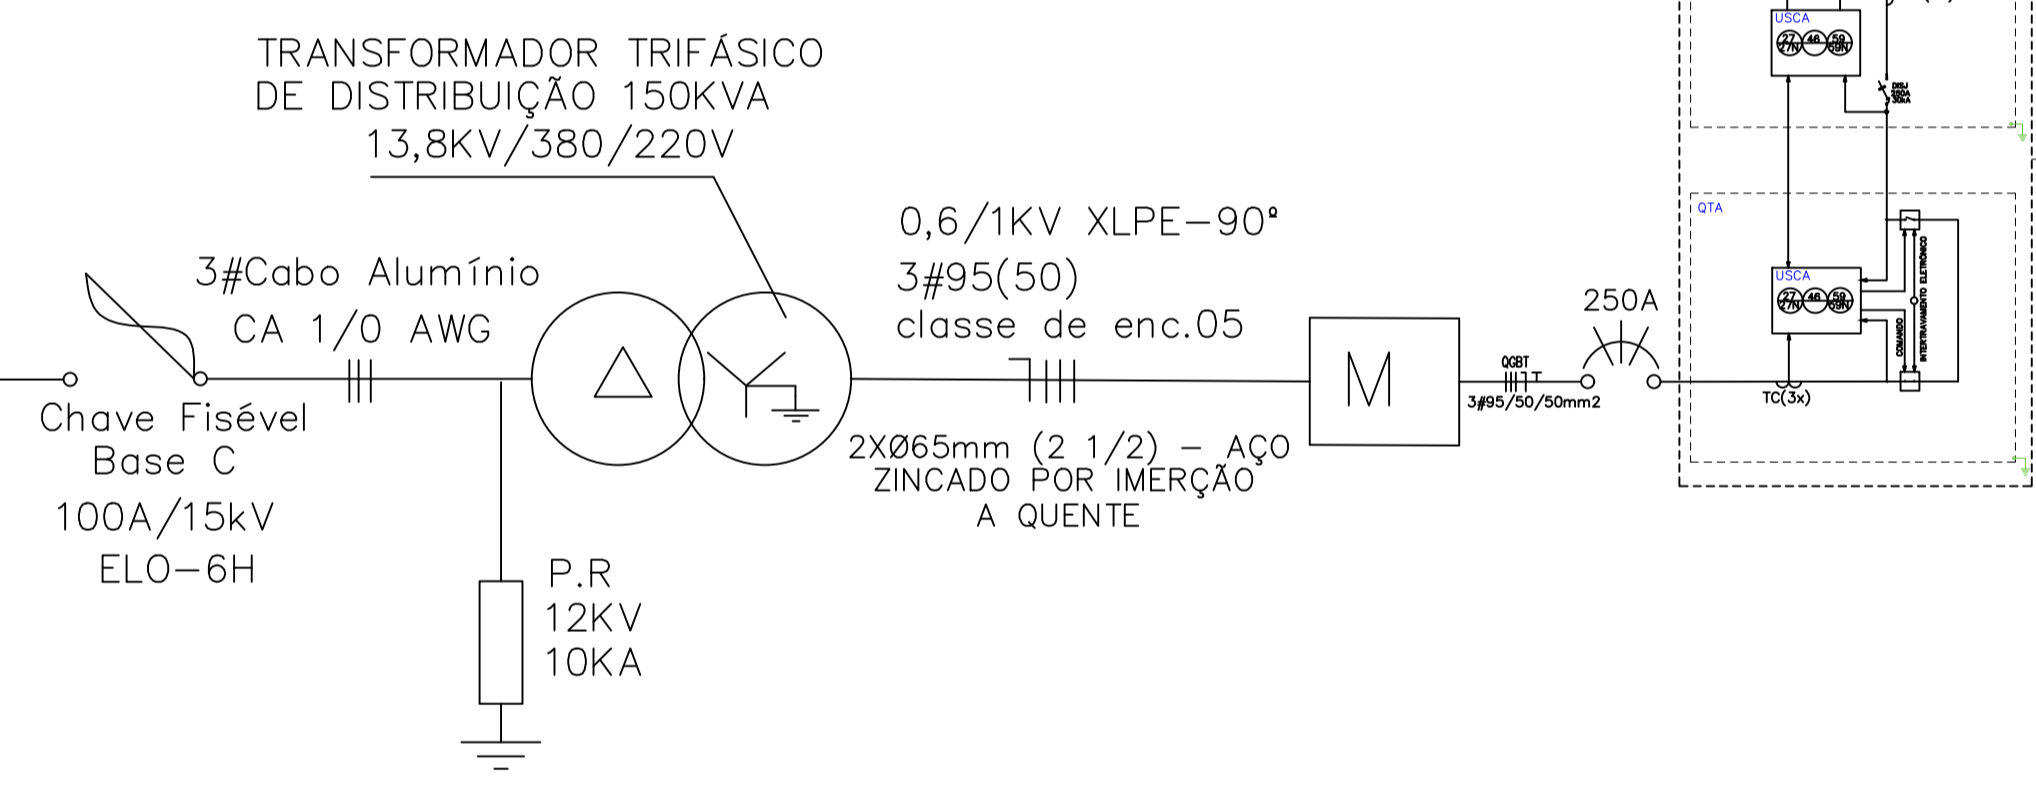 TRANSFORMADOR TRIFÁSICO
DE DISTRIBUIÇÃO 150KVA
13,8KV/380/220V
3#Cabo Alumínio
CA 1/0 AWG
Chave Fisével
Base C
100A/15kV
ELO-6H
P.R
12KV
10KA
0,6/1KV XLPE-90º
3#95(50)
classe de enc.05
2XØ65mm (2 1/2) - AÇO
ZINCADO POR IMERÇÃO
A QUENTE
M
QGBT
3#95/50/50mm2
250A
USCA
27
27N
46
59
59N
DISJ
30kA
QTA
USCA
27
27N
46
59
59N
COMANDO
INTERTRAVAMENTO ELETRÔNICO
TC(3x)